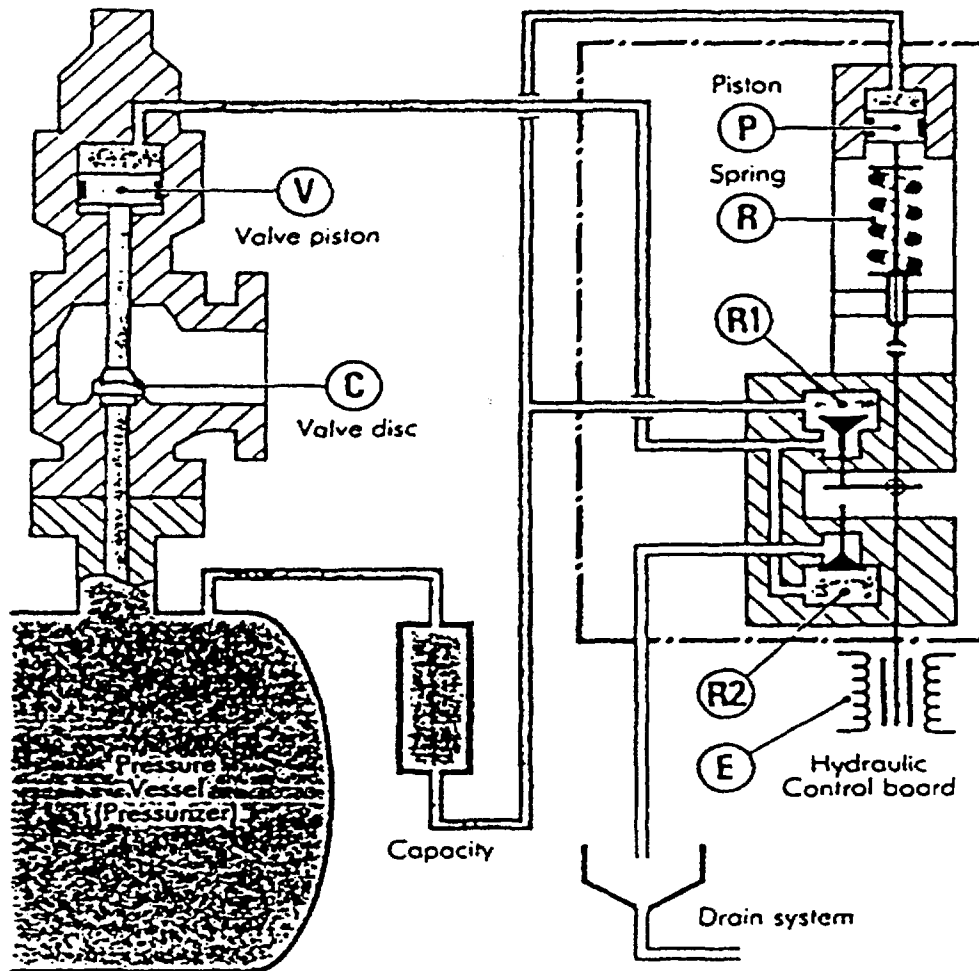 Piston
P
Spring
R
V
Valve piston
R1
C
Valve disc
R2
E
Hydraulic
Control board
Pressure
Vessel
[Pressurizer]
Capacity
Drain system